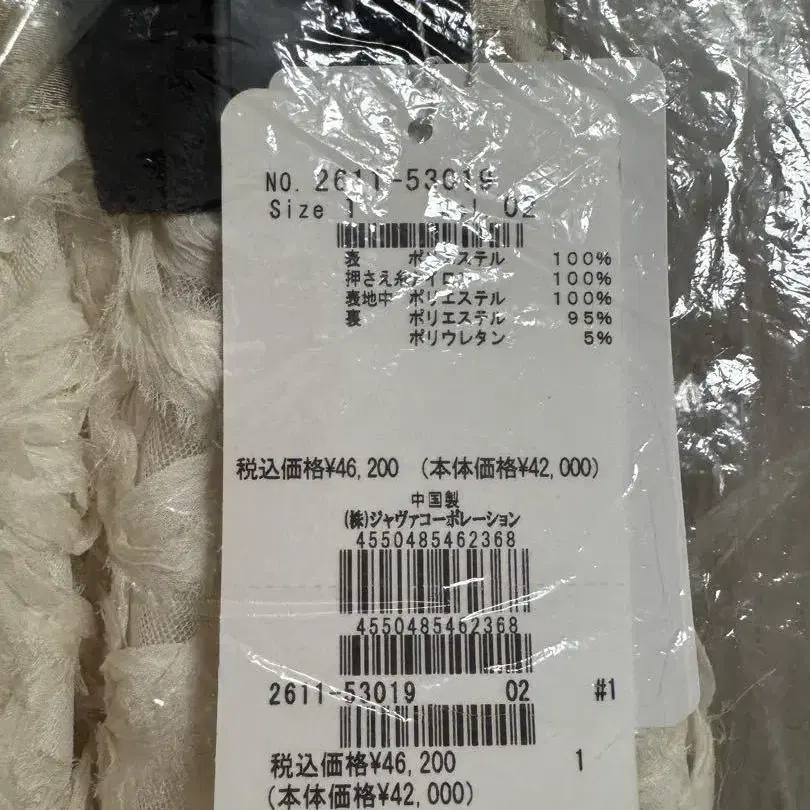 NO. 2611-53019
Size 1 02
表 ポリエステル 100%
押さえ糸ナイロン 100%
表地中 ポリエステル 100%
裏 ポリエステル 95%
ポリウレタン 5%
税込価格¥46,200 (本体価格¥42,000)
中国製
(株)ジャヴァコーポレーション
4550485462368
4550485462368
2611-53019 02 #1
税込価格¥46,200 1
(本体価格¥42,000)